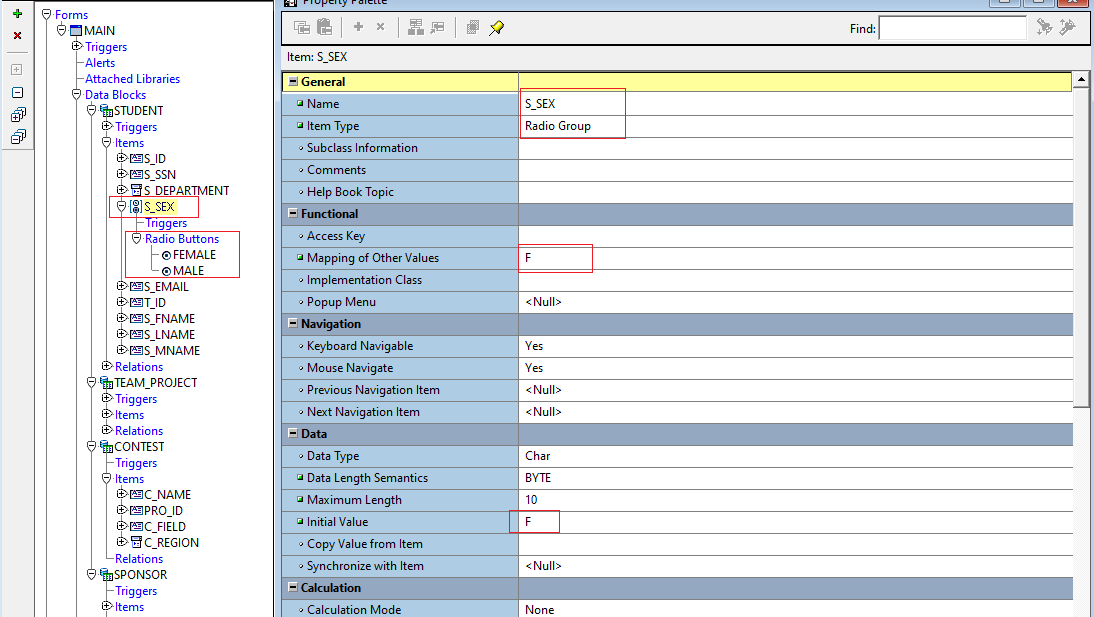 Forms
MAIN
Triggers
Alerts
Attached Libraries
Data Blocks
STUDENT
Triggers
Items
S_ID
S_SSN
S_DEPARTMENT
S_SEX
Triggers
Radio Buttons
FEMALE
MALE
S_EMAIL
T_ID
S_FNAME
S_LNAME
S_MNAME
Relations
TEAM_PROJECT
Triggers
Items
Relations
CONTEST
Triggers
Items
C_NAME
PRO_ID
C_FIELD
C_REGION
Relations
SPONSOR
Triggers
Items
Property Palette
Find:
Item: S_SEX
General
Name S_SEX
Item Type Radio Group
Subclass Information
Comments
Help Book Topic
Functional
Access Key
Mapping of Other Values F
Implementation Class
Popup Menu <Null>
Navigation
Keyboard Navigable Yes
Mouse Navigate Yes
Previous Navigation Item <Null>
Next Navigation Item <Null>
Data
Data Type Char
Data Length Semantics BYTE
Maximum Length 10
Initial Value F
Copy Value from Item
Synchronize with Item <Null>
Calculation
Calculation Mode None